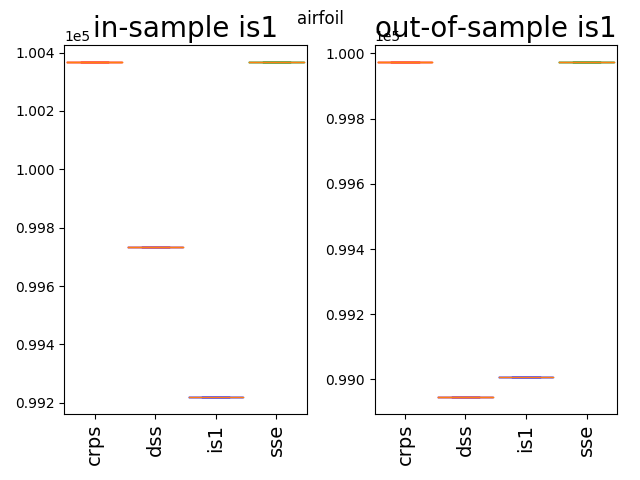 airfoil
in-sample is1
1e5
1.004
1.002
1.000
0.998
0.996
0.994
0.992
crps
dss
is1
sse
out-of-sample is1
1e5
1.000
0.998
0.996
0.994
0.992
0.990
crps
dss
is1
sse